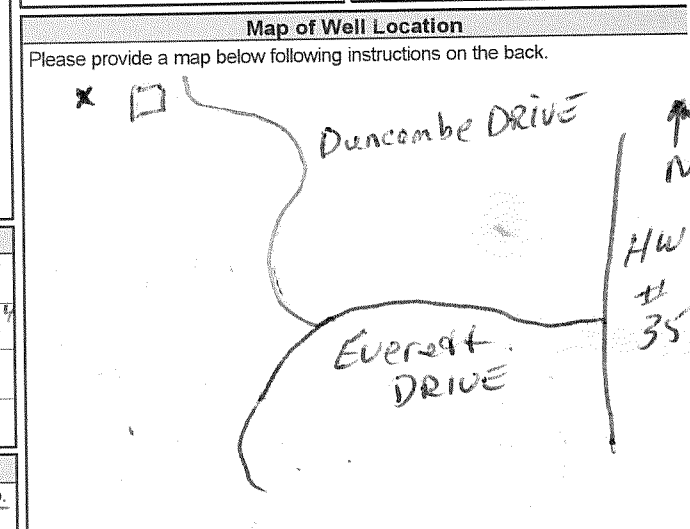 Map of Well Location
Please provide a map below following instructions on the back.
x
Duncombe DRIVE
N
HW
#
35
Everett
DRIVE